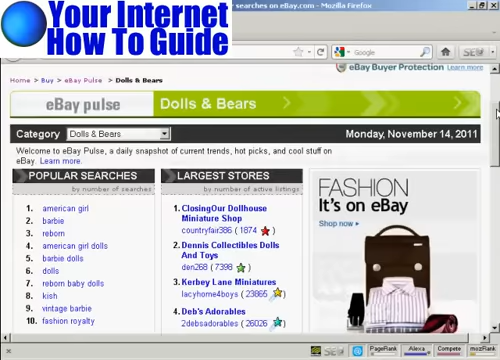 Your Internet
How To Guide
searches on eBay.com - Mozilla Firefox
Google
eBay Buyer Protection Learn more
Home > Buy > eBay Pulse > Dolls & Bears
eBay pulse Dolls & Bears
Category Dolls & Bears Monday, November 14, 2011
Welcome to eBay Pulse, a daily snapshot of current trends, hot picks, and cool stuff on
eBay. Learn more.
POPULAR SEARCHES
by number of searches
1. american girl
2. barbie
3. reborn
4. american girl dolls
5. barbie dolls
6. dolls
7. reborn baby dolls
8. kish
9. vintage barbie
10. fashion royalty
LARGEST STORES
by number of active listings
1. ClosingOur Dollhouse
Miniature Shop
countryfair386 ( 1874 )
2. Dennis Collectibles Dolls
And Toys
den268 ( 7398 )
3. Kerbey Lane Miniatures
lacyhome4boys ( 23865 )
4. Deb's Adorables
2debsadorables ( 26026 )
FASHION
It's on eBay
Shop now
PageRank Alexa Compete mozRank